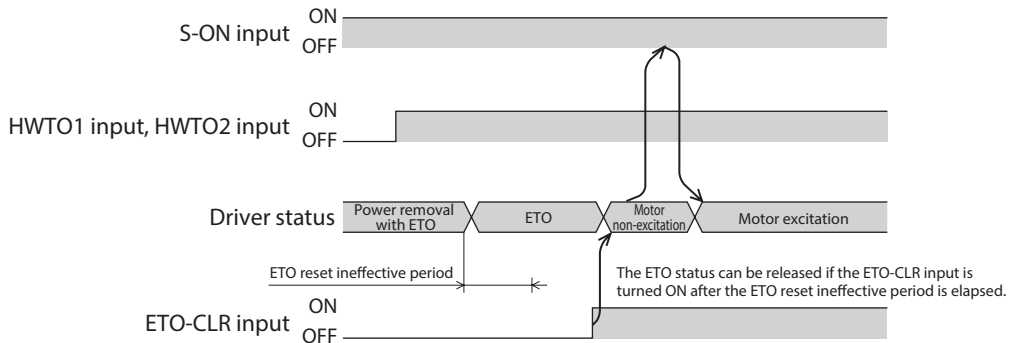 S-ON input
ON
OFF
HWTO1 input, HWTO2 input
ON
OFF
Driver status
Power removal
with ETO
ETO
Motor
non-excitation
Motor excitation
ETO reset ineffective period
The ETO status can be released if the ETO-CLR input is
turned ON after the ETO reset ineffective period is elapsed.
ETO-CLR input
ON
OFF